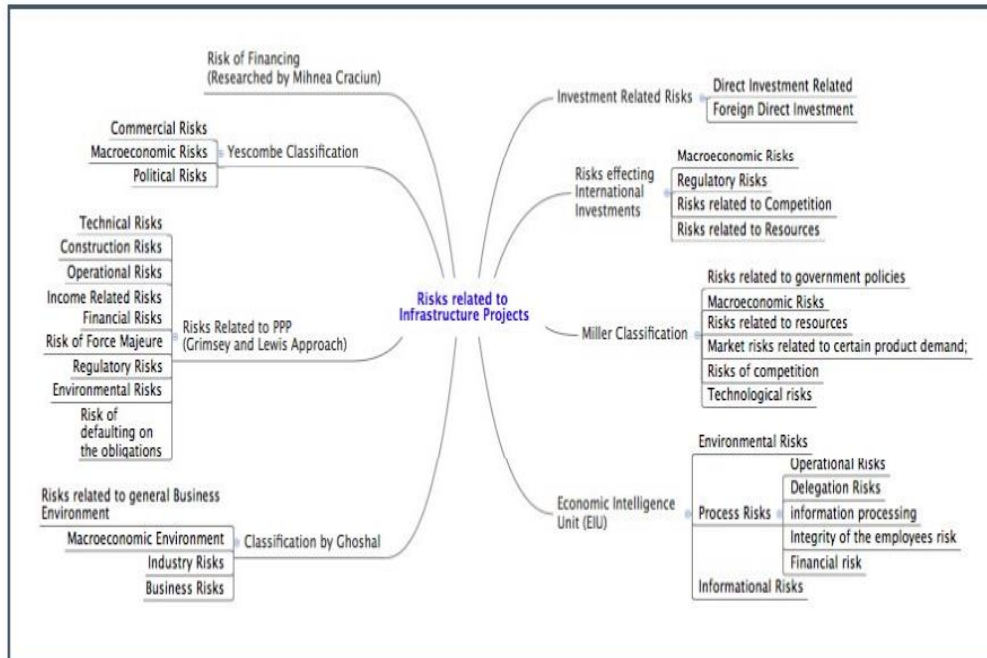 Risk of Financing
(Researched by Mihnea Craciun)
Commercial Risks
Macroeconomic Risks
Political Risks
Yescombe Classification
Technical Risks
Construction Risks
Operational Risks
Income Related Risks
Financial Risks
Risk of Force Majeure
Regulatory Risks
Environmental Risks
Risk of
defaulting on
the obligations
Risks Related to PPP
(Grimsey and Lewis Approach)
Risks related to general Business
Environment
Macroeconomic Environment
Industry Risks
Business Risks
Classification by Ghoshal
Risks related to
Infrastructure Projects
Investment Related Risks
Direct Investment Related
Foreign Direct Investment
Risks effecting
International
Investments
Macroeconomic Risks
Regulatory Risks
Risks related to Competition
Risks related to Resources
Miller Classification
Risks related to government policies
Macroeconomic Risks
Risks related to resources
Market risks related to certain product demand;
Risks of competition
Technological risks
Economic Intelligence
Unit (EIU)
Environmental Risks
Process Risks
Operational Risks
Delegation Risks
information processing
Integrity of the employees risk
Financial risk
Informational Risks